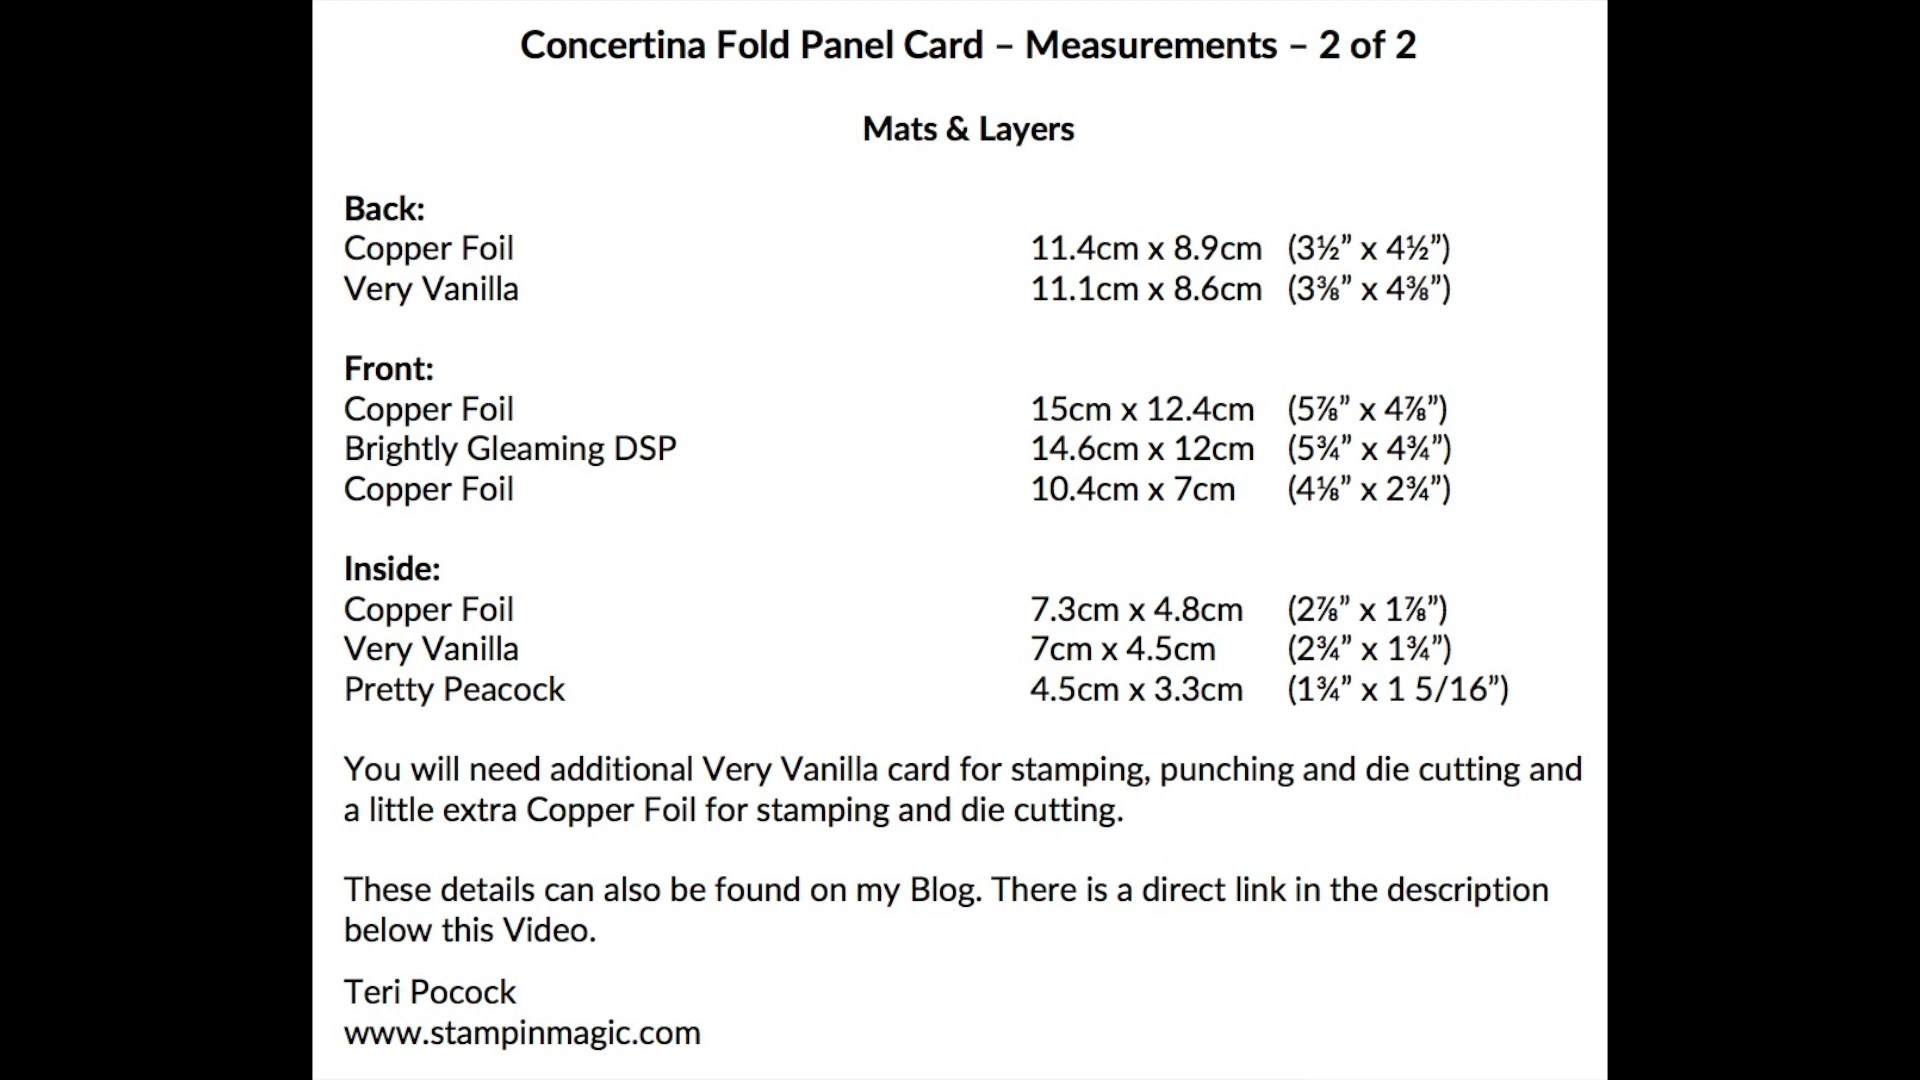 Concertina Fold Panel Card – Measurements – 2 of 2
Mats & Layers
Back:
Copper Foil 11.4cm x 8.9cm (3½” x 4½”)
Very Vanilla 11.1cm x 8.6cm (3⅜” x 4⅜”)
Front:
Copper Foil 15cm x 12.4cm (5⅞” x 4⅞”)
Brightly Gleaming DSP 14.6cm x 12cm (5¾” x 4¾”)
Copper Foil 10.4cm x 7cm (4⅛” x 2¾”)
Inside:
Copper Foil 7.3cm x 4.8cm (2⅞” x 1⅞”)
Very Vanilla 7cm x 4.5cm (2¾” x 1¾”)
Pretty Peacock 4.5cm x 3.3cm (1¾” x 1 5/16”)
You will need additional Very Vanilla card for stamping, punching and die cutting and
a little extra Copper Foil for stamping and die cutting.
These details can also be found on my Blog. There is a direct link in the description
below this Video.
Teri Pocock
www.stampinmagic.com